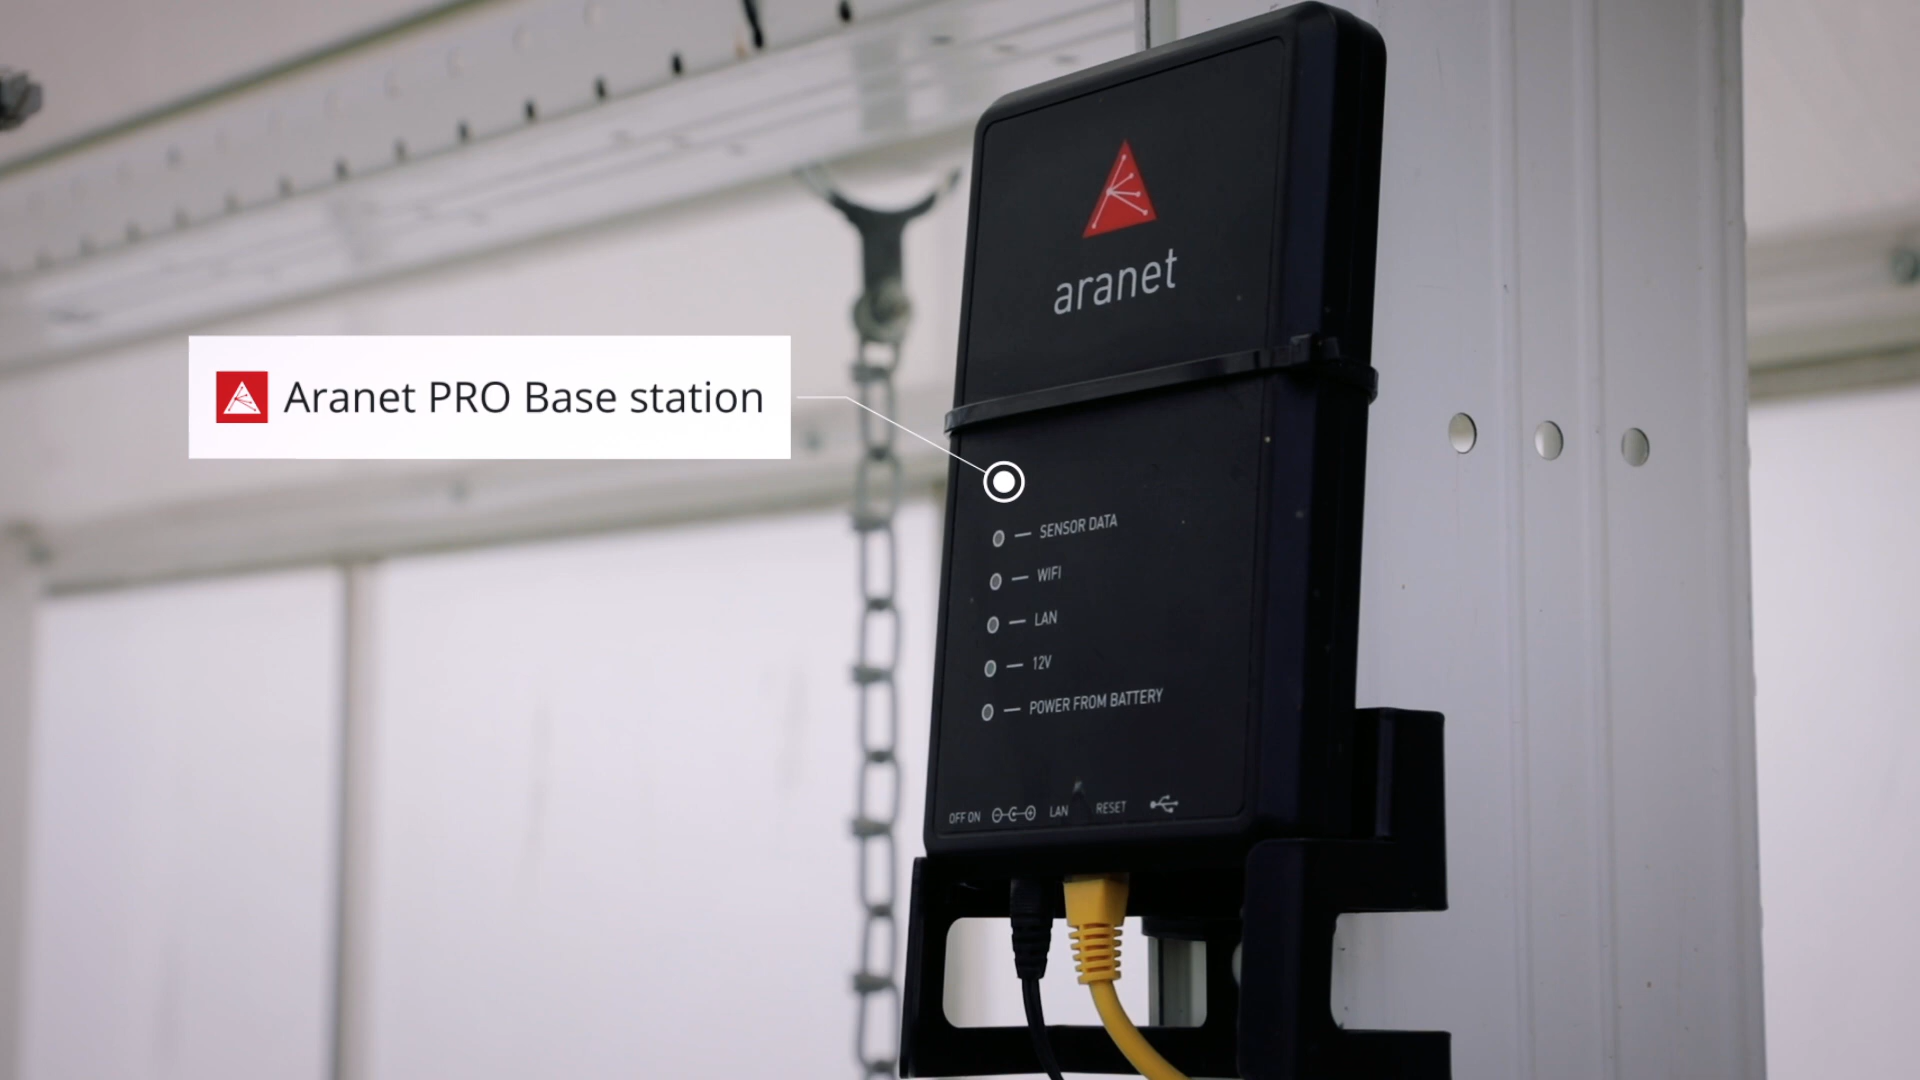 aranet
Aranet PRO Base station
SENSOR DATA
WIFI
LAN
12V
POWER FROM BATTERY
OFF ON LAN RESET